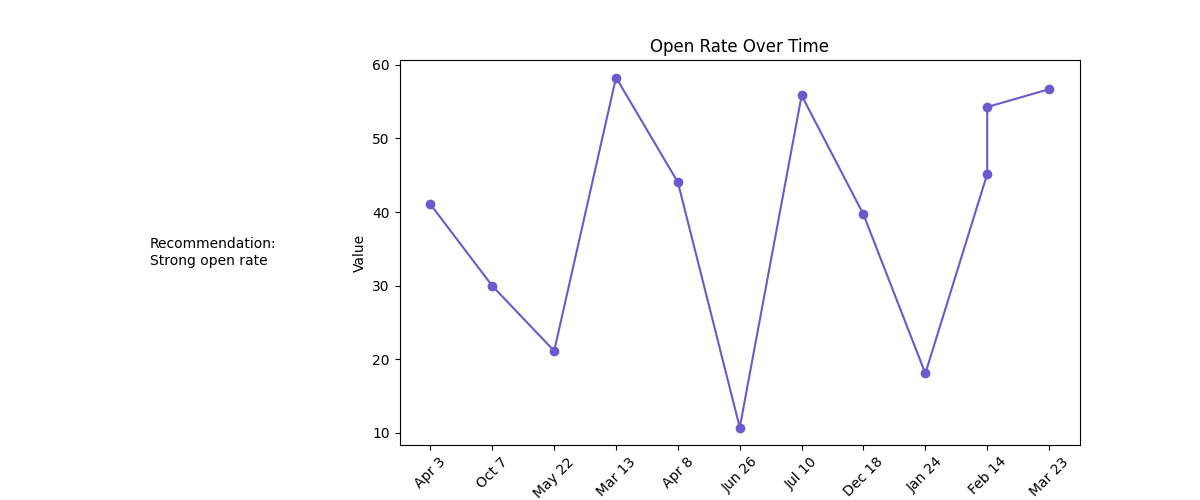 Open Rate Over Time
Recommendation:
Strong open rate
Value
60
50
40
30
20
10
Apr 3
Oct 7
May 22
Mar 13
Apr 8
Jun 26
Jul 10
Dec 18
Jan 24
Feb 14
Mar 23